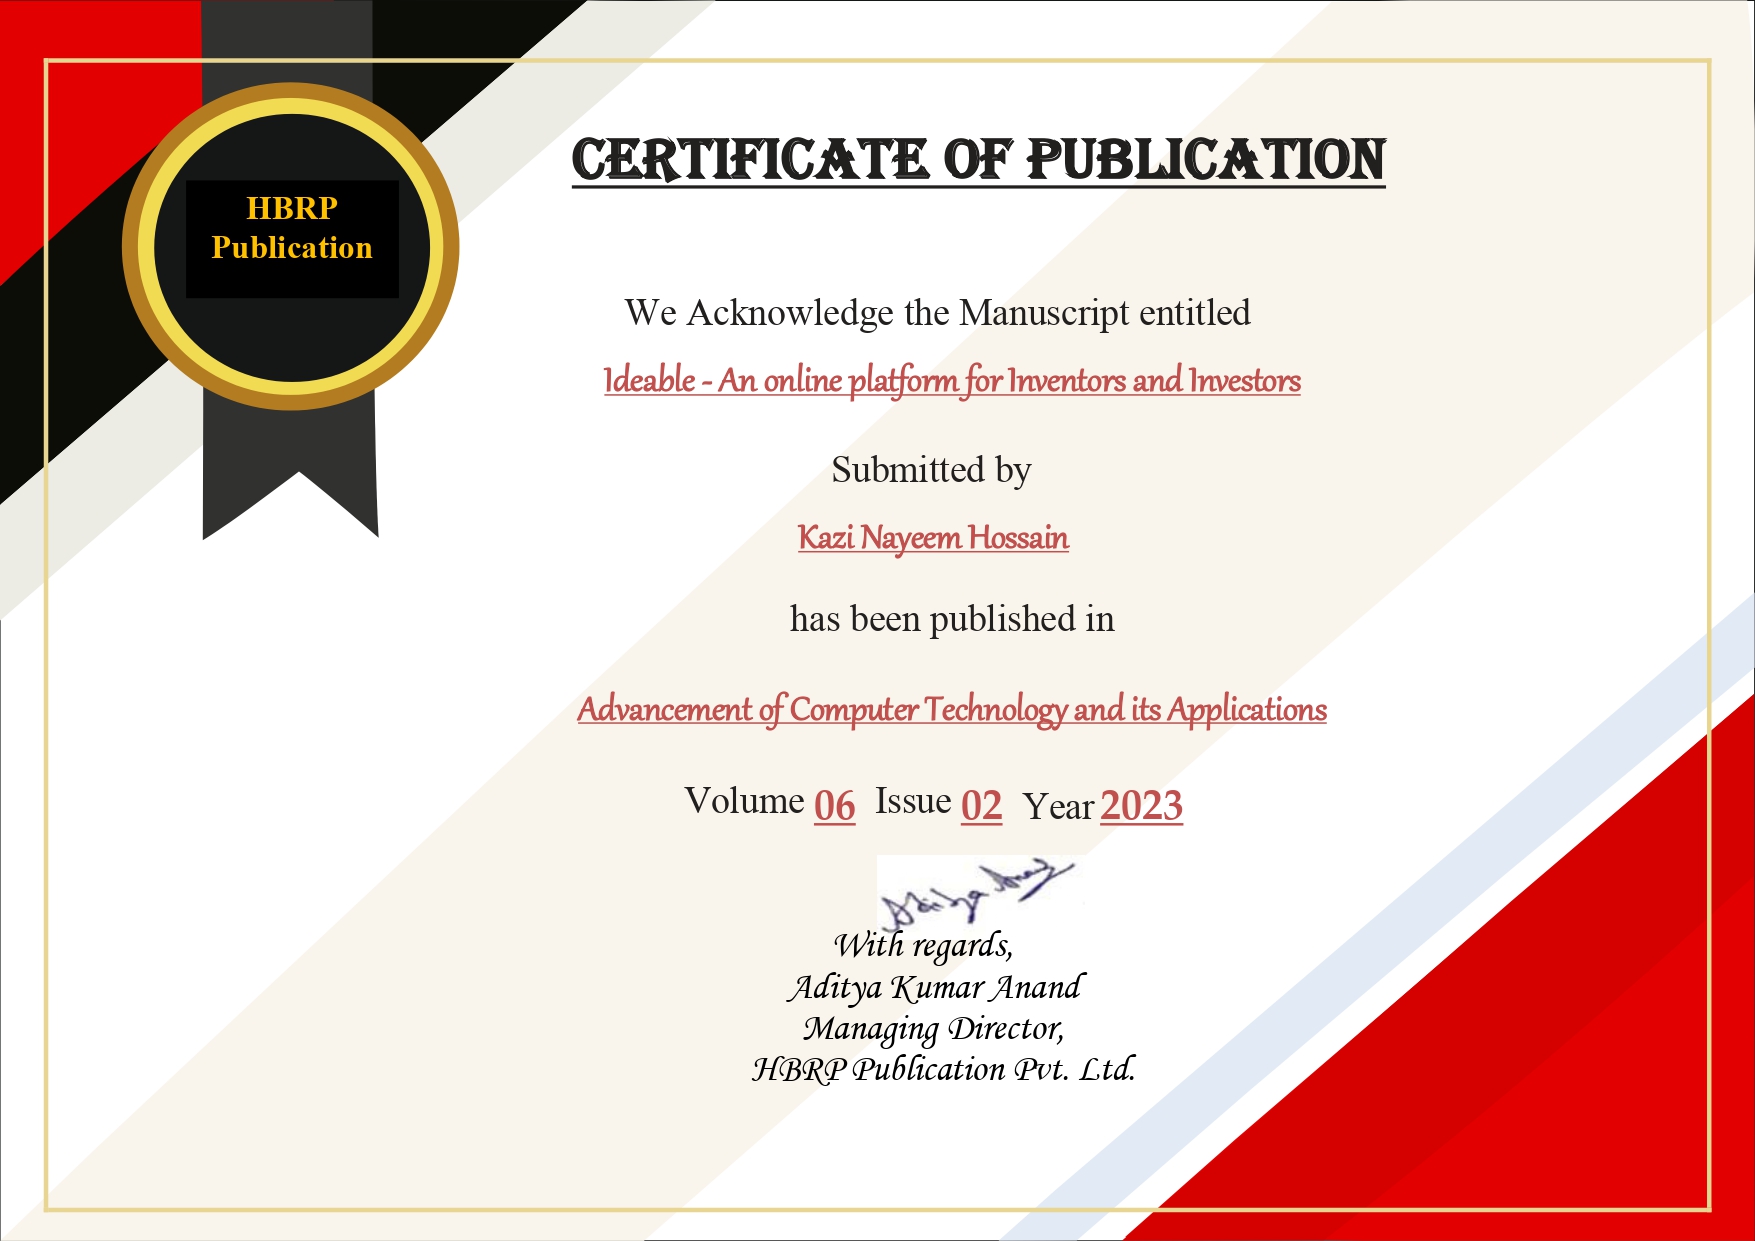 HBRP
Publication
CERTIFICATE OF PUBLICATION
We Acknowledge the Manuscript entitled
Ideable - An online platform for Inventors and Investors
Submitted by
Kazi Nayeem Hossain
has been published in
Advancement of Computer Technology and its Applications
Volume 06 Issue 02 Year 2023
With regards,
Aditya Kumar Anand
Managing Director,
HBRP Publication Pvt. Ltd.